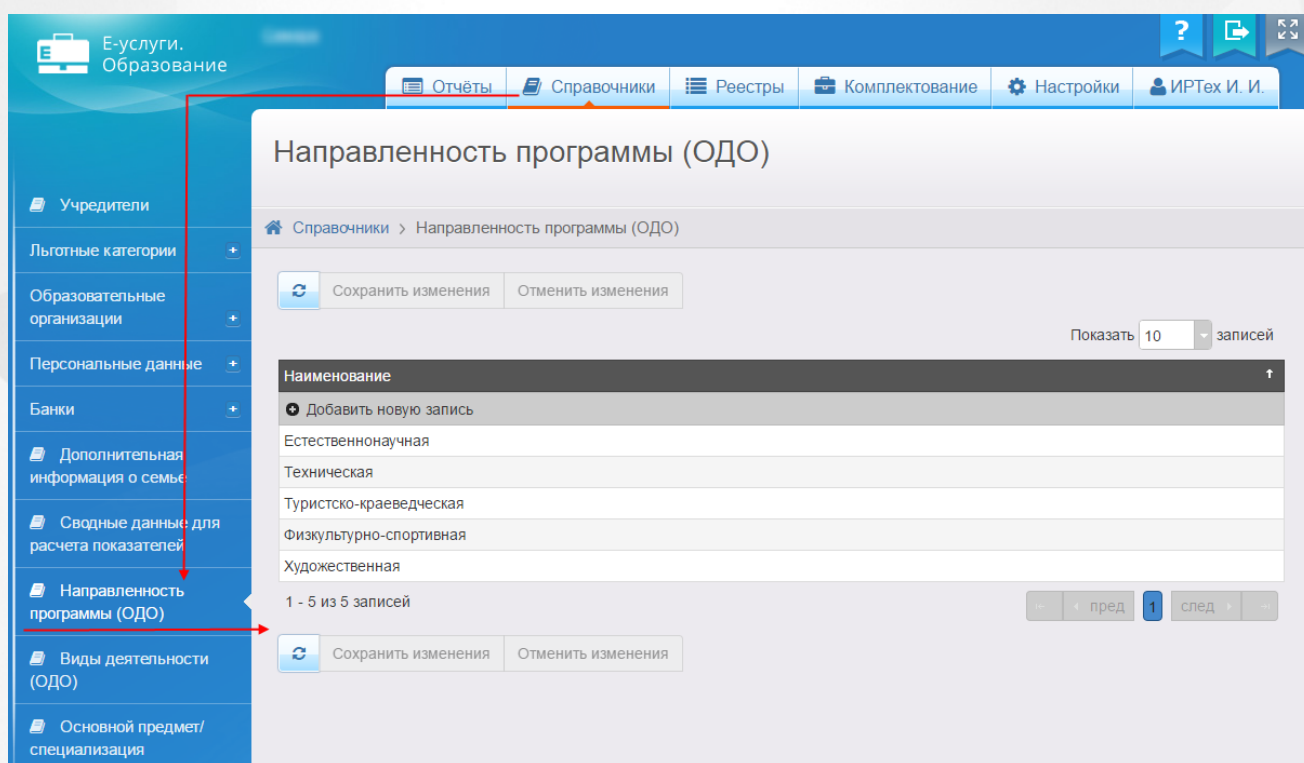 Е-услуги.
Образование
?
Отчёты Справочники Реестры Комплектование Настройки ИРТех И. И.
Направленность программы (ОДО)
Справочники > Направленность программы (ОДО)
Учредители
Льготные категории
Образовательные
организации
Персональные данные
Банки
Дополнительная
информация о семье
Сводные данные для
расчета показателей
Направленность
программы (ОДО)
Виды деятельности
(ОДО)
Основной предмет/
специализация
Сохранить изменения Отменить изменения
Показать 10 записей
Наименование
Добавить новую запись
Естественнонаучная
Техническая
Туристско-краеведческая
Физкультурно-спортивная
Художественная
1 - 5 из 5 записей
пред 1 след
Сохранить изменения Отменить изменения